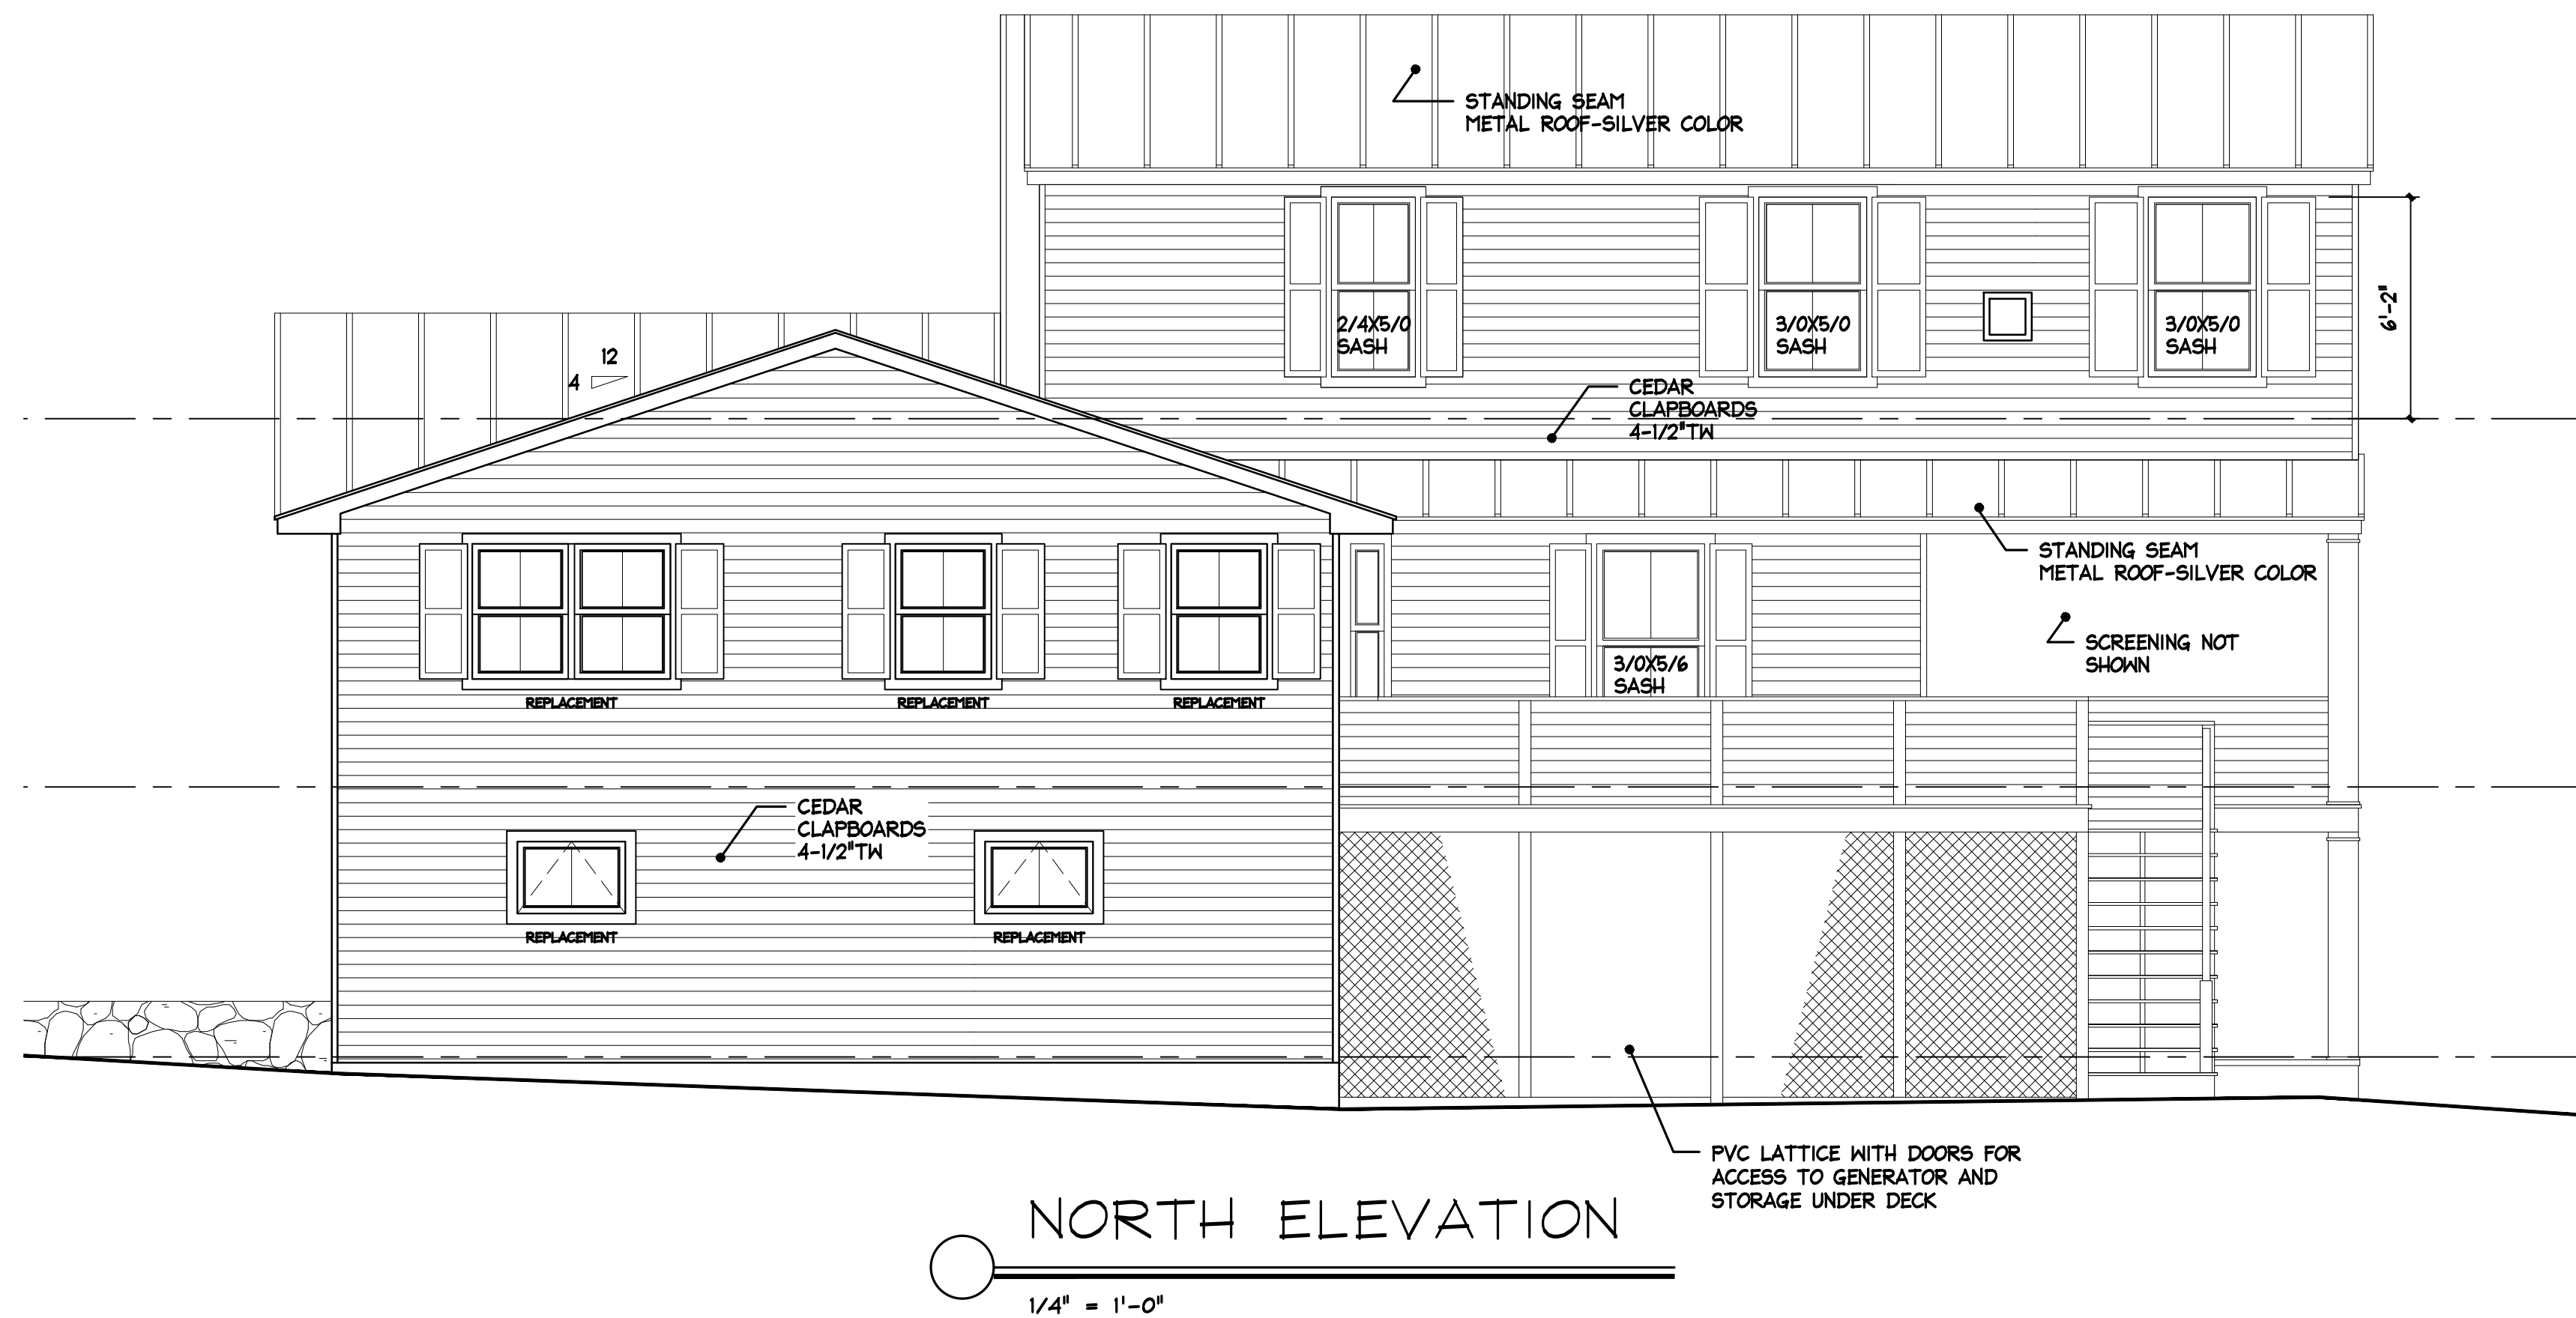 STANDING SEAM
METAL ROOF-SILVER COLOR
2/4X5/0
SASH
3/0X5/0
SASH
3/0X5/0
SASH
6'-2"
12
4
CEDAR
CLAPBOARDS
4-1/2"TW
STANDING SEAM
METAL ROOF-SILVER COLOR
SCREENING NOT
SHOWN
3/0X5/6
SASH
REPLACEMENT
REPLACEMENT
REPLACEMENT
CEDAR
CLAPBOARDS
4-1/2"TW
REPLACEMENT
REPLACEMENT
PVC LATTICE WITH DOORS FOR
ACCESS TO GENERATOR AND
STORAGE UNDER DECK
NORTH ELEVATION
1/4" = 1'-0"